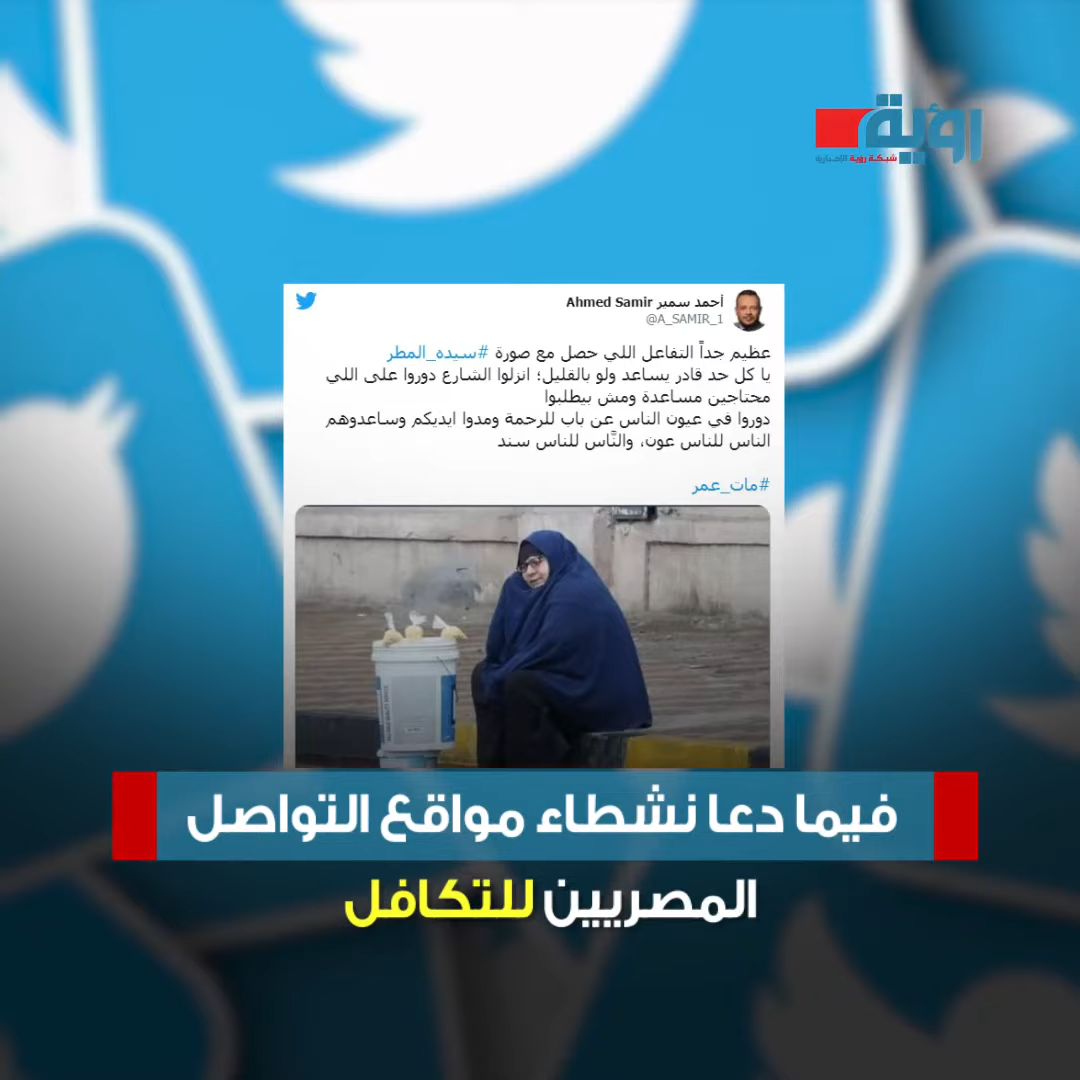 رؤية
شبكة رؤية الإخبارية
أحمد سمير Ahmed Samir
@A_SAMIR_1
عظيم جداً التفاعل اللي حصل مع صورة #سيده_المطر
يا كل حد قادر يساعد ولو بالقليل؛ انزلوا الشارع دوروا على اللي
محتاجين مساعدة ومش بيطلبوا
دوروا في عيون الناس عن باب للرحمة ومدوا ايديكم وساعدوهم
الناس للناس عون، والنَّاس للناس سند
#مات_عمر
فيما دعا نشطاء مواقع التواصل
المصريين للتكافل